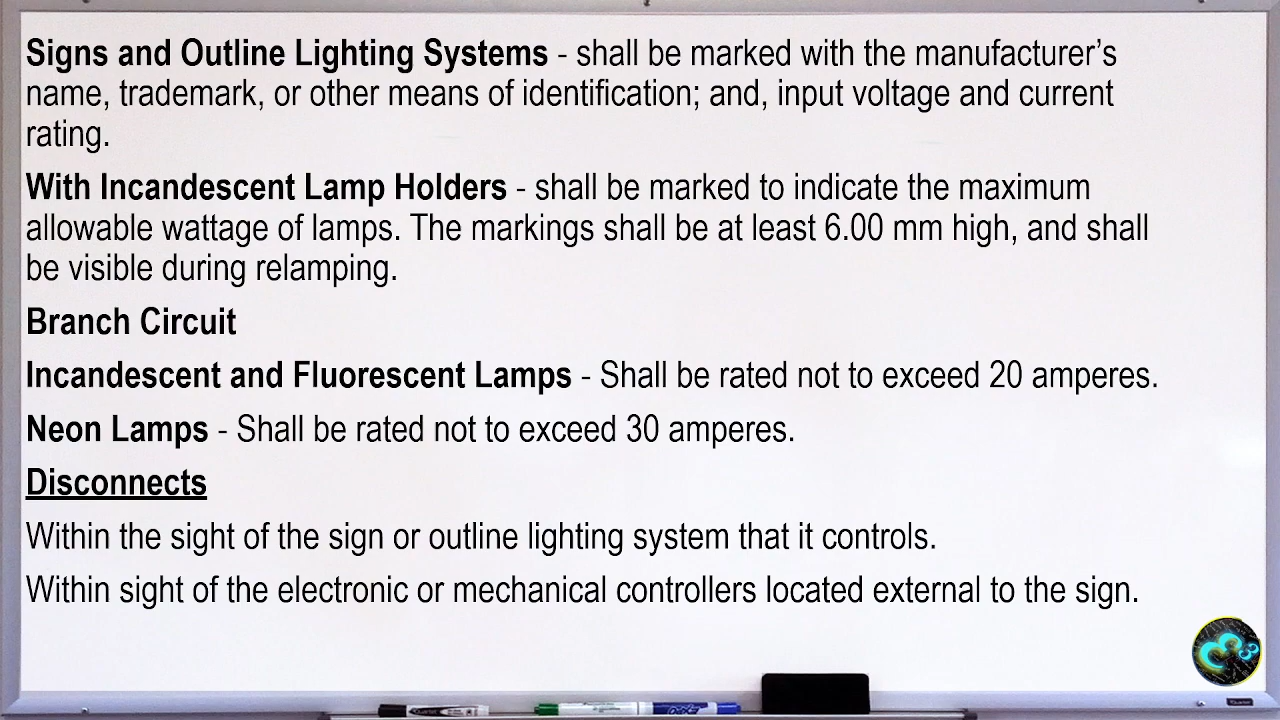 Signs and Outline Lighting Systems - shall be marked with the manufacturer’s
name, trademark, or other means of identification; and, input voltage and current
rating.
With Incandescent Lamp Holders - shall be marked to indicate the maximum
allowable wattage of lamps. The markings shall be at least 6.00 mm high, and shall
be visible during relamping.
Branch Circuit
Incandescent and Fluorescent Lamps - Shall be rated not to exceed 20 amperes.
Neon Lamps - Shall be rated not to exceed 30 amperes.
Disconnects
Within the sight of the sign or outline lighting system that it controls.
Within sight of the electronic or mechanical controllers located external to the sign.